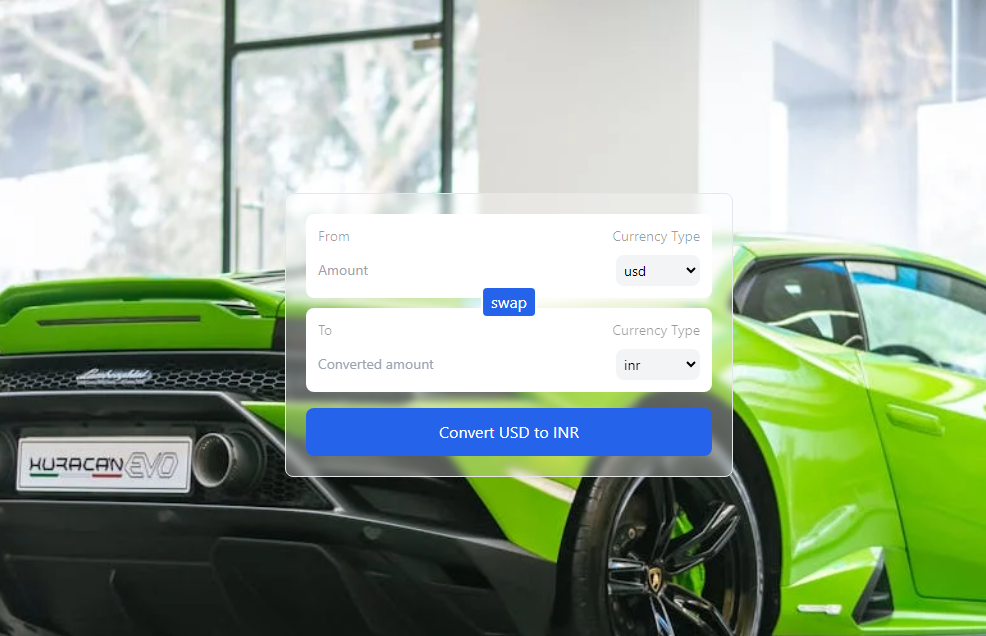 From
Currency Type
Amount
usd
swap
To
Currency Type
Converted amount
inr
Convert USD to INR
Lamborghini
HURACAN EVO